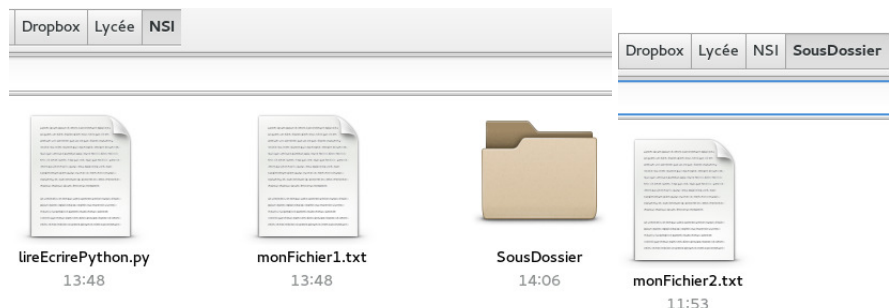 Dropbox Lycée NSI
lireEcrirePython.py monFichier1.txt SousDossier
13:48 13:48 14:06
Dropbox Lycée NSI SousDossier
monFichier2.txt
11:53